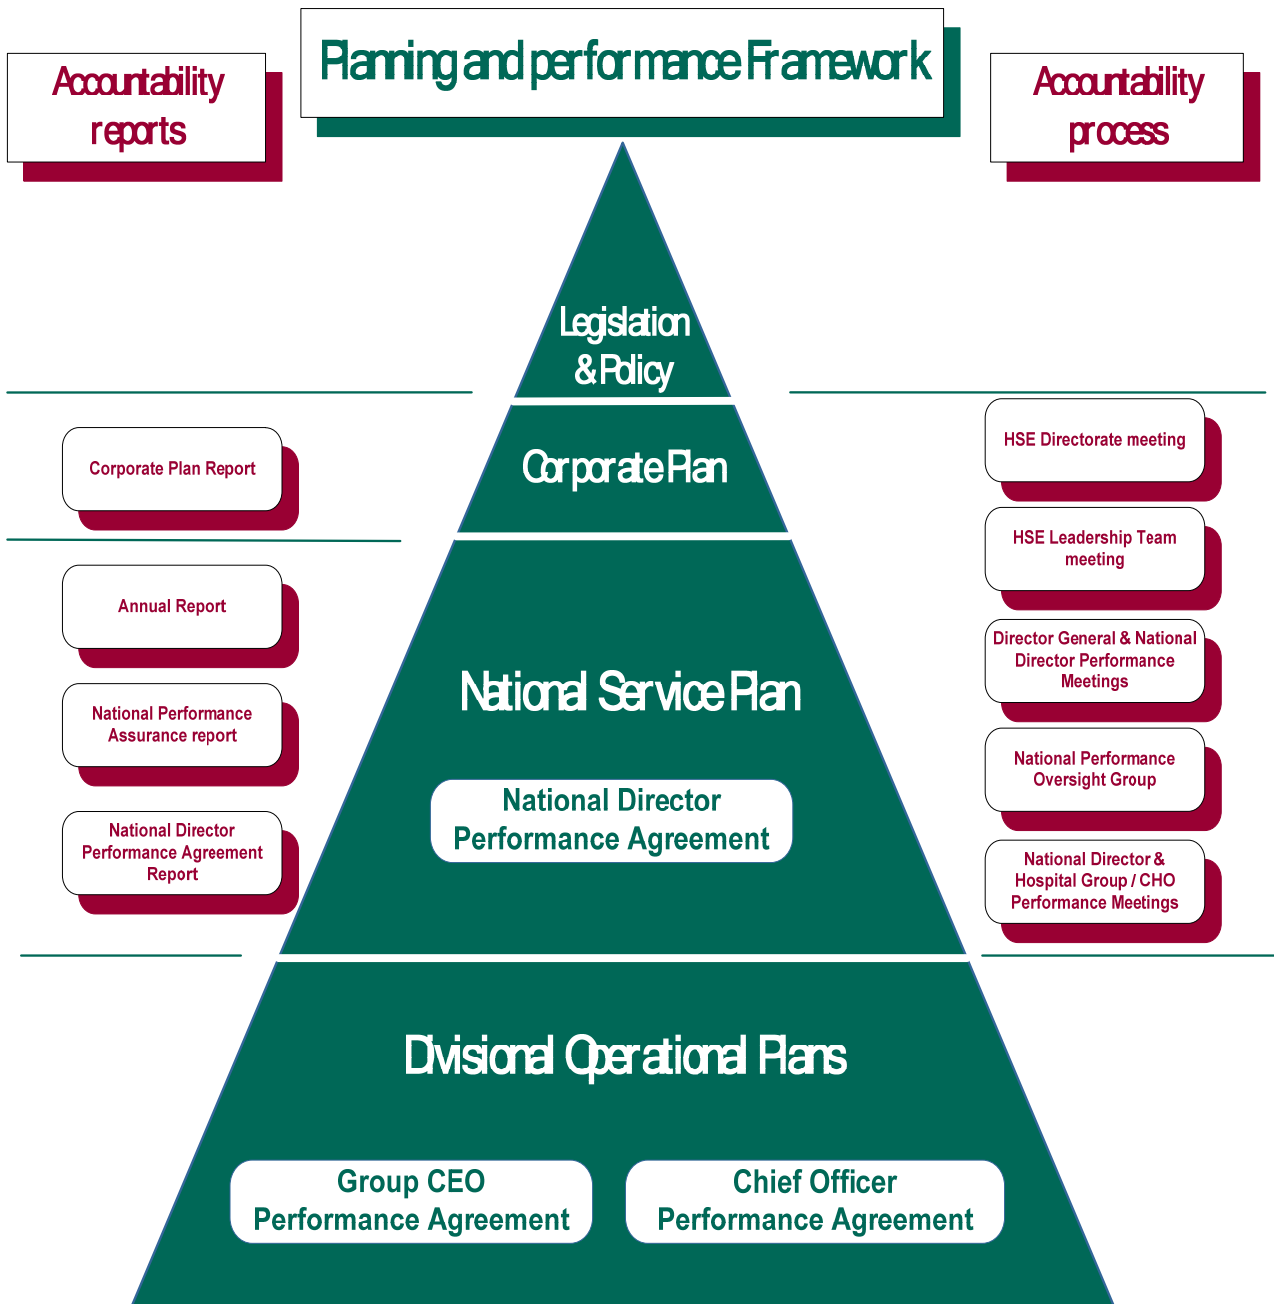 Planning and performance Framework
Accountability
reports
Accountability
process
Legislation
& Policy
Corporate Plan
National Service Plan
National Director
Performance Agreement
Divisional Operational Plans
Group CEO
Performance Agreement
Chief Officer
Performance Agreement
Corporate Plan Report
Annual Report
National Performance
Assurance report
National Director
Performance Agreement
Report
HSE Directorate meeting
HSE Leadership Team
meeting
Director General & National
Director Performance
Meetings
National Performance
Oversight Group
National Director &
Hospital Group / CHO
Performance Meetings